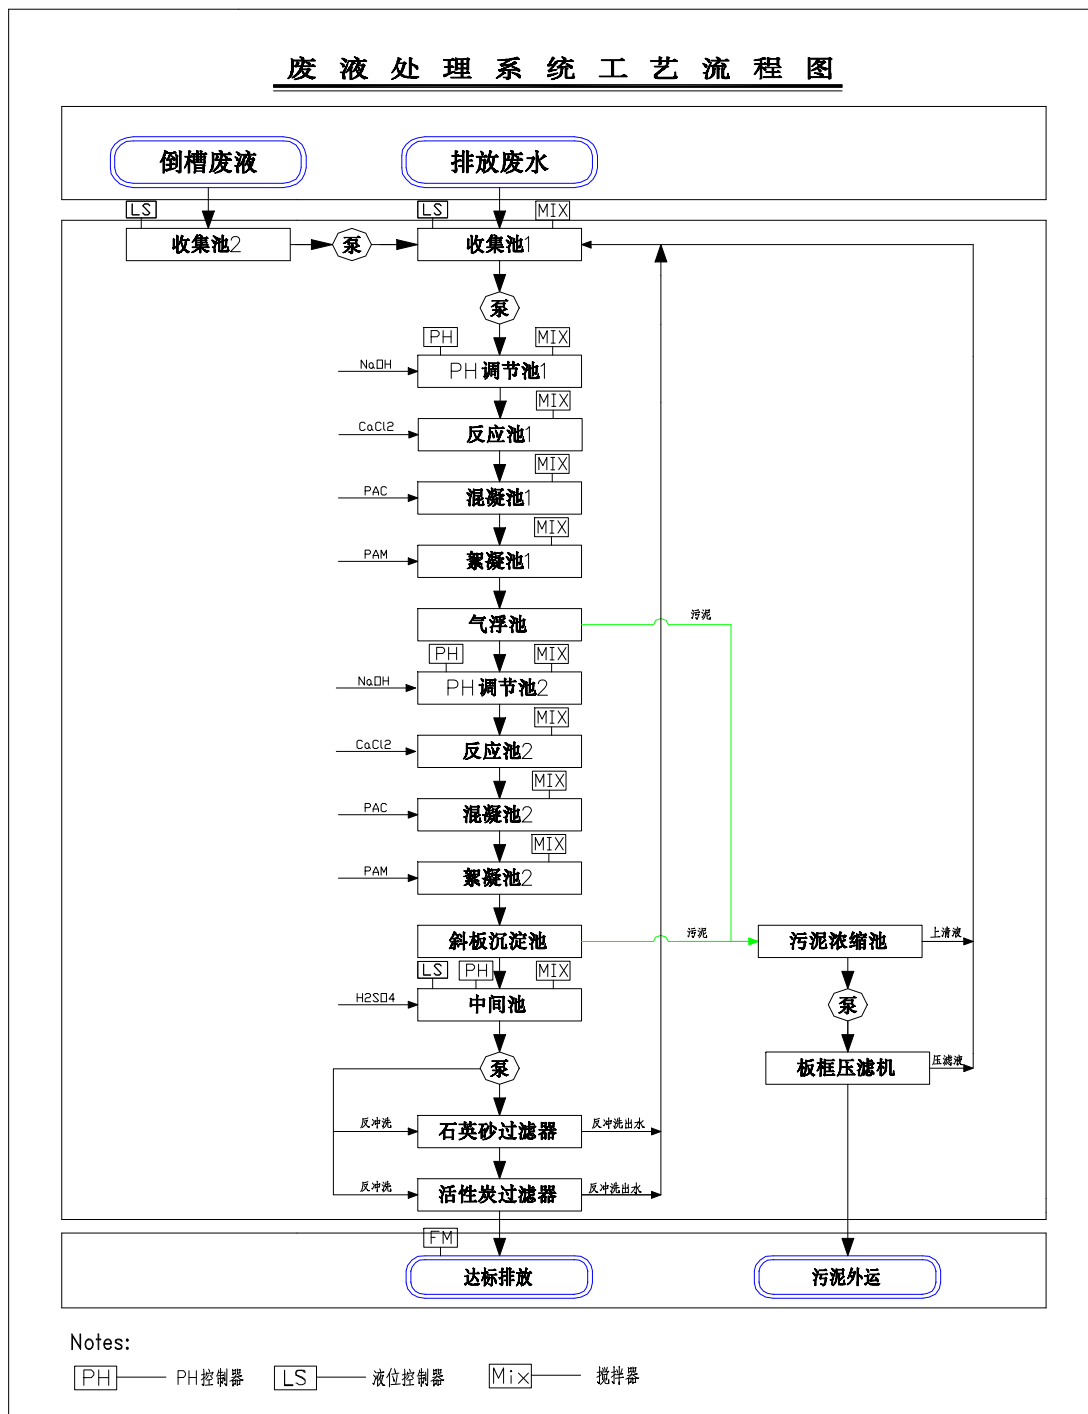 废液处理系统工艺流程图
倒槽废液
排放废水
LS
LS
MIX
收集池2
泵
收集池1
泵
PH
MIX
NaOH
PH调节池1
MIX
CaCl2
反应池1
MIX
PAC
混凝池1
MIX
PAM
絮凝池1
气浮池
污泥
PH
MIX
NaOH
PH调节池2
MIX
CaCl2
反应池2
MIX
PAC
混凝池2
MIX
PAM
絮凝池2
斜板沉淀池
污泥
污泥浓缩池
上清液
LS
PH
MIX
H2SO4
中间池
泵
泵
板框压滤机
压滤液
反冲洗
石英砂过滤器
反冲洗出水
反冲洗
活性炭过滤器
反冲洗出水
FM
达标排放
污泥外运
Notes:
PH
PH控制器
LS
液位控制器
Mix
搅拌器